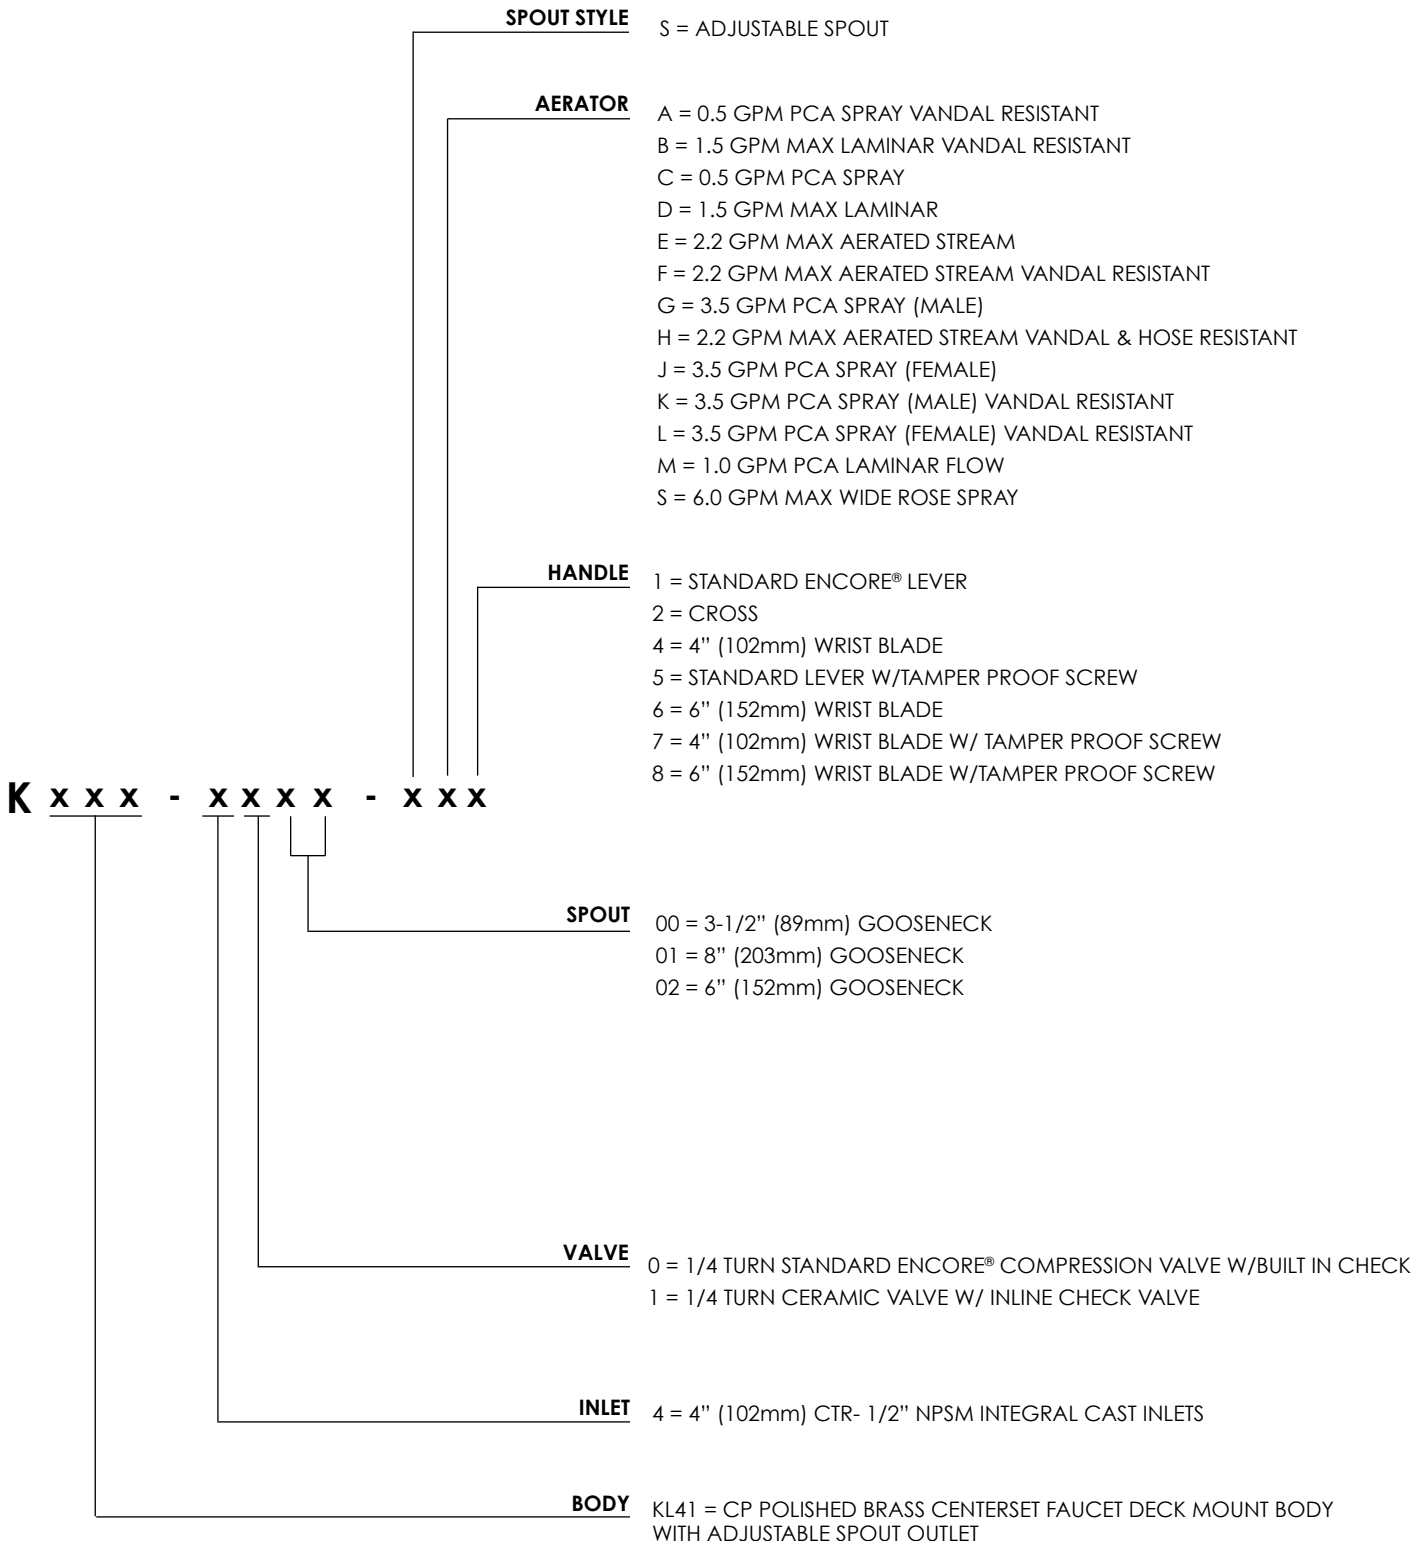 SPOUT STYLE
S = ADJUSTABLE SPOUT
AERATOR
A = 0.5 GPM PCA SPRAY VANDAL RESISTANT
B = 1.5 GPM MAX LAMINAR VANDAL RESISTANT
C = 0.5 GPM PCA SPRAY
D = 1.5 GPM MAX LAMINAR
E = 2.2 GPM MAX AERATED STREAM
F = 2.2 GPM MAX AERATED STREAM VANDAL RESISTANT
G = 3.5 GPM PCA SPRAY (MALE)
H = 2.2 GPM MAX AERATED STREAM VANDAL & HOSE RESISTANT
J = 3.5 GPM PCA SPRAY (FEMALE)
K = 3.5 GPM PCA SPRAY (MALE) VANDAL RESISTANT
L = 3.5 GPM PCA SPRAY (FEMALE) VANDAL RESISTANT
M = 1.0 GPM PCA LAMINAR FLOW
S = 6.0 GPM MAX WIDE ROSE SPRAY
HANDLE
1 = STANDARD ENCORE® LEVER
2 = CROSS
4 = 4” (102mm) WRIST BLADE
5 = STANDARD LEVER W/TAMPER PROOF SCREW
6 = 6” (152mm) WRIST BLADE
7 = 4” (102mm) WRIST BLADE W/ TAMPER PROOF SCREW
8 = 6” (152mm) WRIST BLADE W/TAMPER PROOF SCREW
K x x x - x x x x - x x x
SPOUT
00 = 3-1/2” (89mm) GOOSENECK
01 = 8” (203mm) GOOSENECK
02 = 6” (152mm) GOOSENECK
VALVE
0 = 1/4 TURN STANDARD ENCORE® COMPRESSION VALVE W/BUILT IN CHECK
1 = 1/4 TURN CERAMIC VALVE W/ INLINE CHECK VALVE
INLET
4 = 4” (102mm) CTR- 1/2” NPSM INTEGRAL CAST INLETS
BODY
KL41 = CP POLISHED BRASS CENTERSET FAUCET DECK MOUNT BODY
WITH ADJUSTABLE SPOUT OUTLET